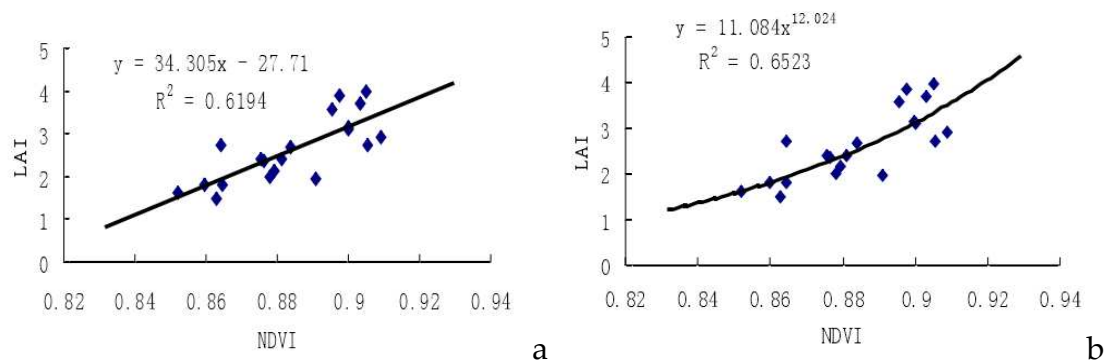 y = 34.305x - 27.71
R² = 0.6194
LAI
5
4
3
2
1
0
0.82 0.84 0.86 0.88 0.9 0.92 0.94
NDVI
a
y = 11.084x^12.024
R² = 0.6523
LAI
5
4
3
2
1
0
0.82 0.84 0.86 0.88 0.9 0.92 0.94
NDVI
b